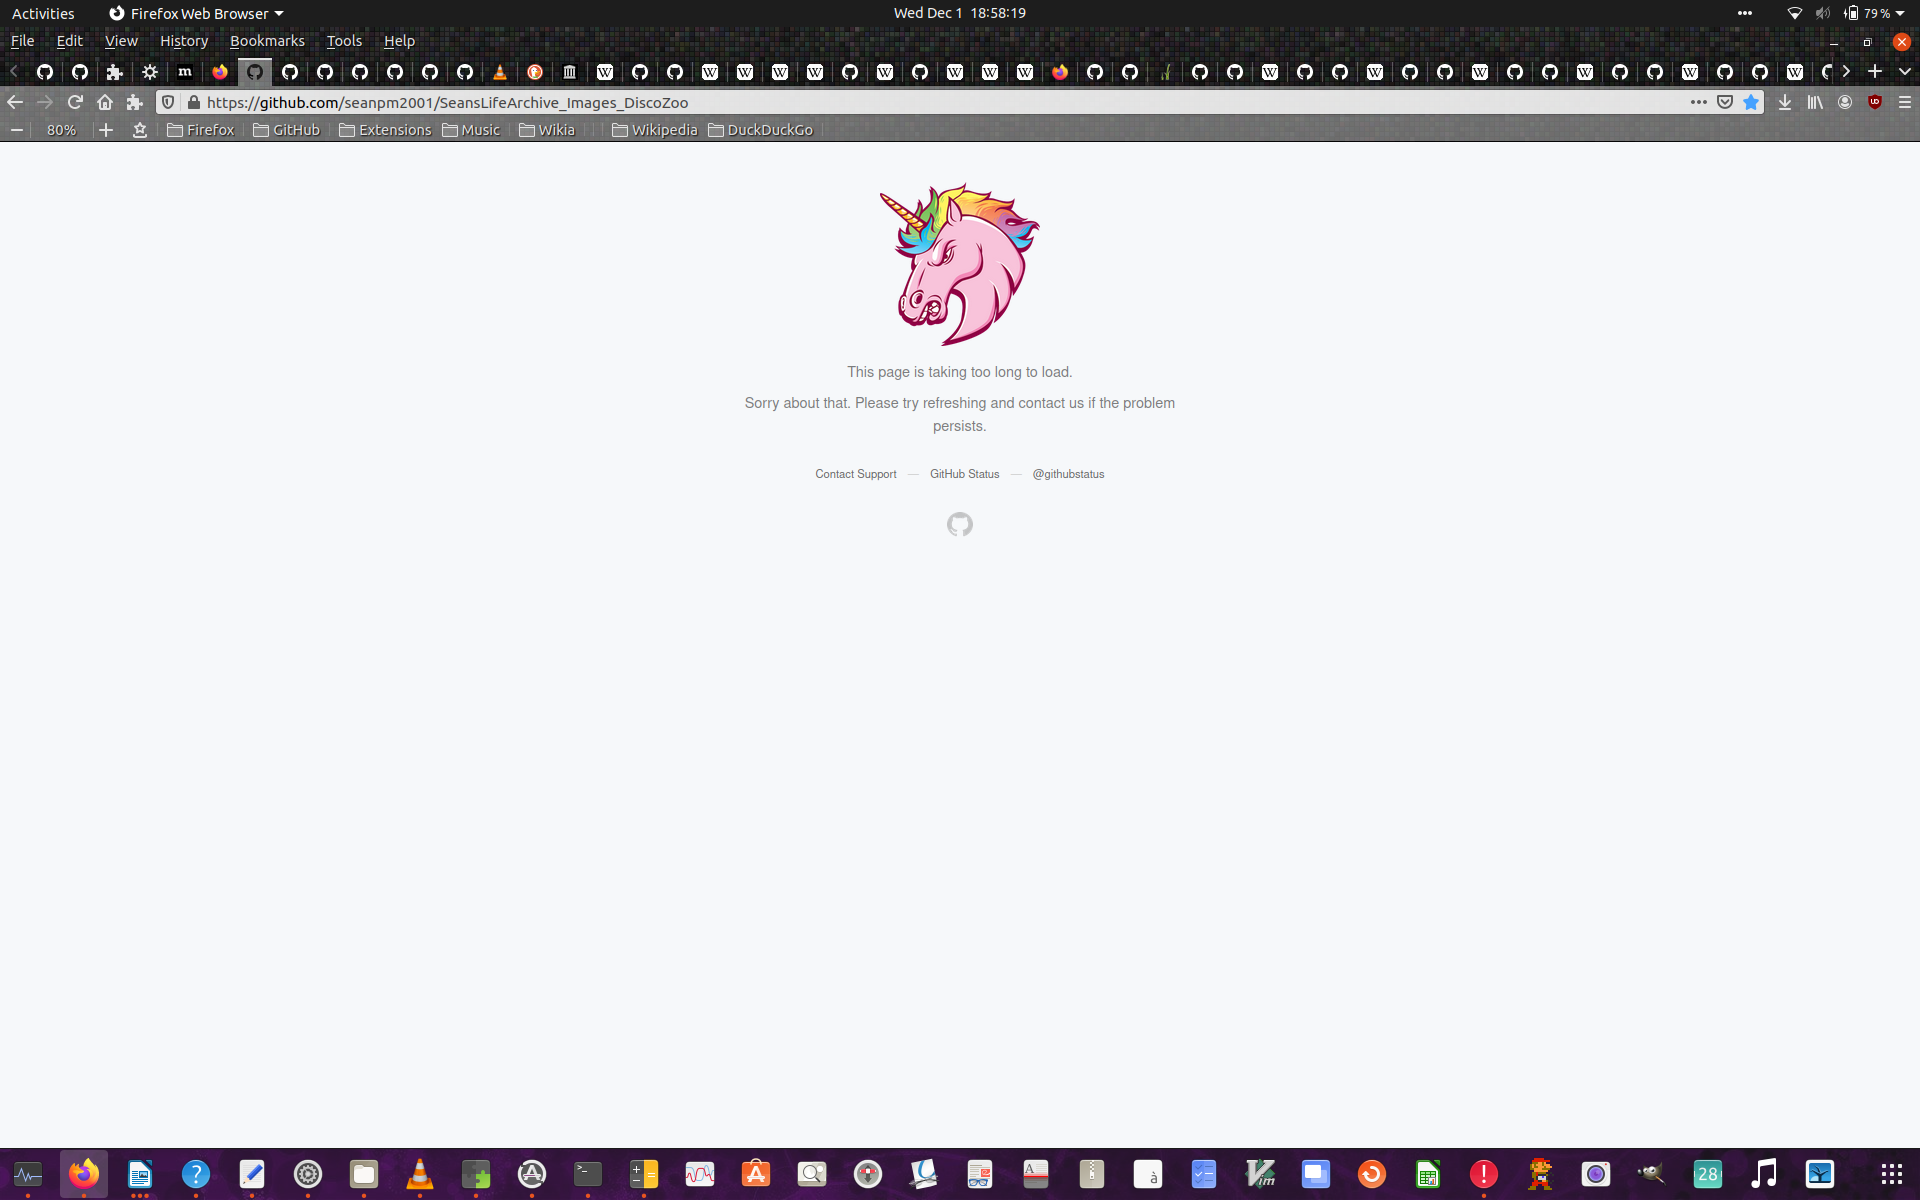 Activities
Firefox Web Browser
Wed Dec 1 18:58:19
79 %
File Edit View History Bookmarks Tools Help
https://github.com/seanpm2001/SeansLifeArchive_Images_DiscoZoo
80% Firefox GitHub Extensions Music Wikia Wikipedia DuckDuckGo
This page is taking too long to load.
Sorry about that. Please try refreshing and contact us if the problem
persists.
Contact Support — GitHub Status — @githubstatus
28